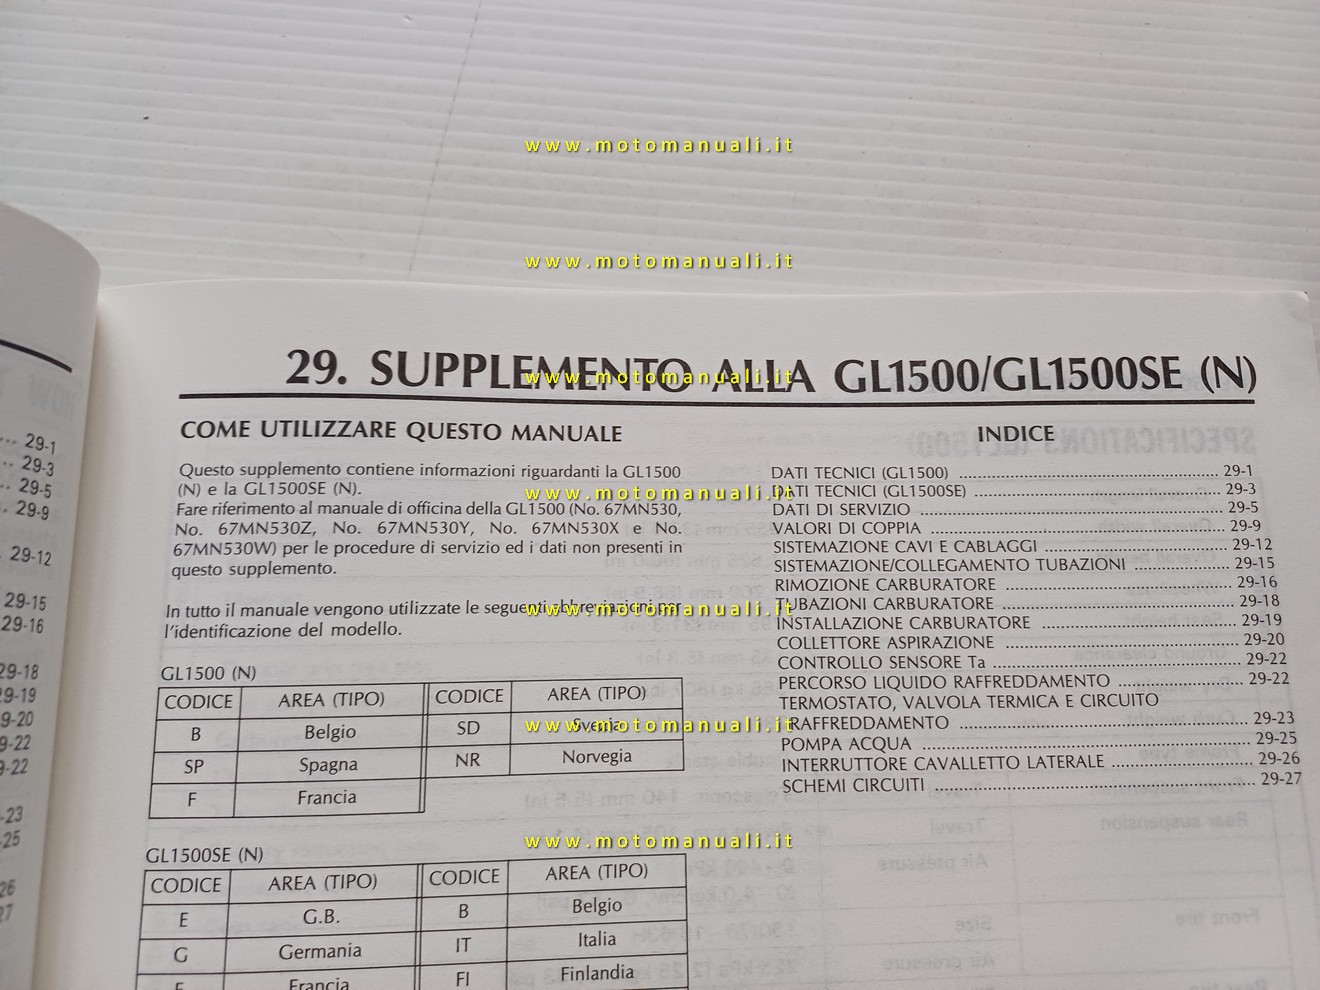 www.motomanuali.it
www.motomanuali.it
29. SUPPLEMENTO ALLA GL1500/GL1500SE (N)
www.motomanuali.it
COME UTILIZZARE QUESTO MANUALE
Questo supplemento contiene informazioni riguardanti la GL1500
(N) e la GL1500SE (N).
Fare riferimento al manuale di officina della GL1500 (No. 67MN530,
No. 67MN530Z, No. 67MN530Y, No. 67MN530X e No.
67MN530W) per le procedure di servizio ed i dati non presenti in
questo supplemento.
In tutto il manuale vengono utilizzate le seguenti abbreviazioni per
l'identificazione del modello.
GL1500 (N)
CODICE AREA (TIPO) CODICE AREA (TIPO)
B Belgio SD Svezia
SP Spagna NR Norvegia
F Francia
GL1500SE (N)
CODICE AREA (TIPO) CODICE AREA (TIPO)
E G.B. B Belgio
G Germania IT Italia
F Francia FI Finlandia
INDICE
DATI TECNICI (GL1500) ........ 29-1
DATI TECNICI (GL1500SE) ........ 29-3
DATI DI SERVIZIO ........ 29-5
VALORI DI COPPIA ........ 29-9
SISTEMAZIONE CAVI E CABLAGGI ........ 29-12
SISTEMAZIONE/COLLEGAMENTO TUBAZIONI ........ 29-15
RIMOZIONE CARBURATORE ........ 29-16
TUBAZIONI CARBURATORE ........ 29-18
INSTALLAZIONE CARBURATORE ........ 29-19
COLLETTORE ASPIRAZIONE ........ 29-20
CONTROLLO SENSORE Ta ........ 29-22
PERCORSO LIQUIDO RAFFREDDAMENTO ........ 29-22
TERMOSTATO, VALVOLA TERMICA E CIRCUITO
RAFFREDDAMENTO ........ 29-23
POMPA ACQUA ........ 29-25
INTERRUTTORE CAVALLETTO LATERALE ........ 29-26
SCHEMI CIRCUITI ........ 29-27
www.motomanuali.it
www.motomanuali.it
www.motomanuali.it
www.motomanuali.it
29-1
29-3
29-5
29-9
29-12
29-15
29-16
29-18
29-19
9-20
9-22
9-22
-23
-25
26
27